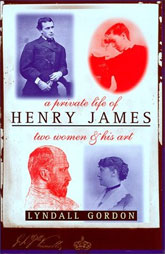 a private life of
HENRY JAMES
two women & his art
LYNDALL GORDON